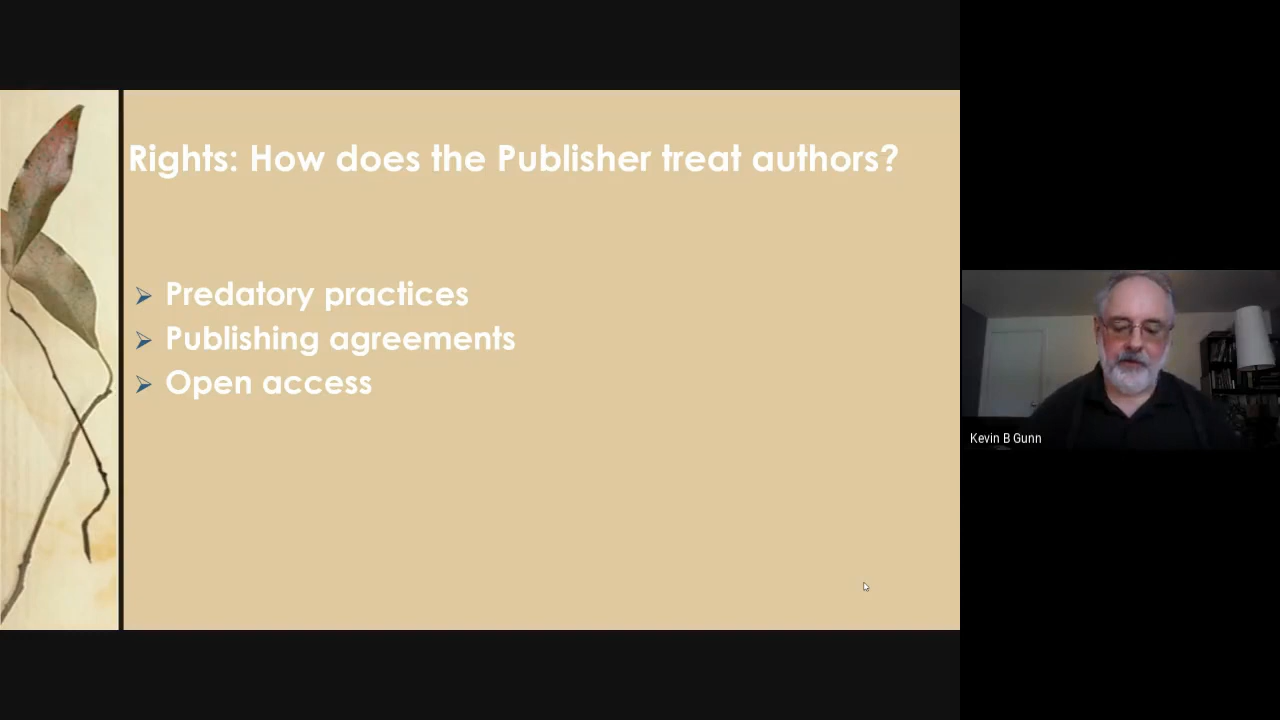 Rights: How does the Publisher treat authors?
Predatory practices
Publishing agreements
Open access
Kevin B Gunn